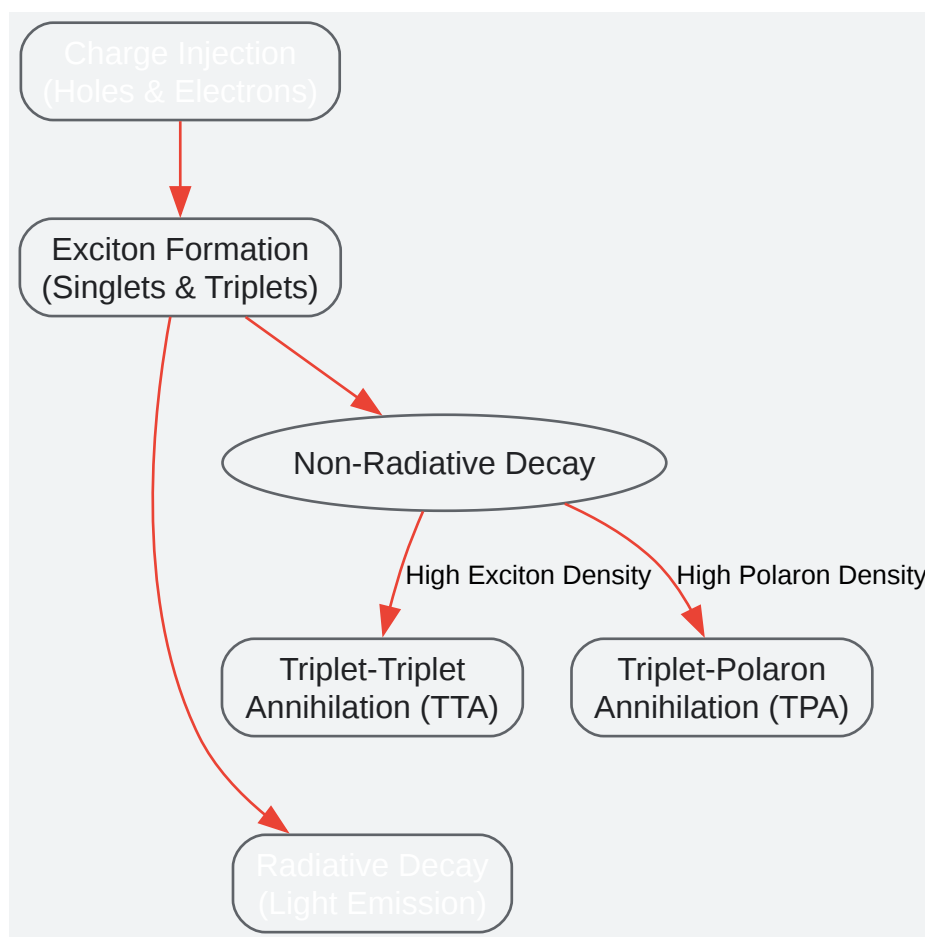 Charge Injection
(Holes & Electrons)
Exciton Formation
(Singlets & Triplets)
Non-Radiative Decay
High Exciton Density
High Polaron Density
Triplet-Triplet
Annihilation (TTA)
Triplet-Polaron
Annihilation (TPA)
Radiative Decay
(Light Emission)